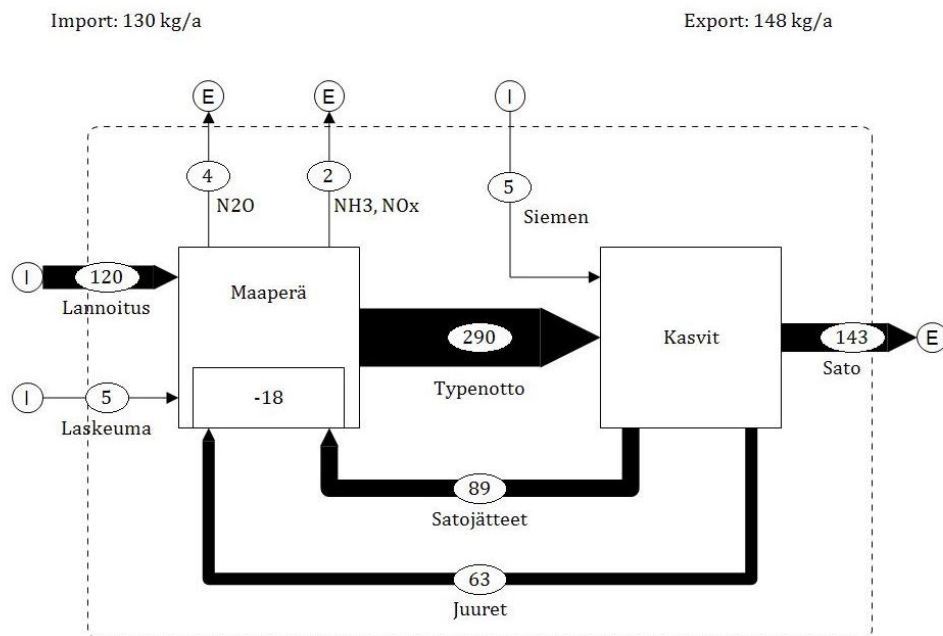 Import: 130 kg/a
Export: 148 kg/a
E
E
I
4
2
5
N2O
NH3, NOx
Siemen
I
120
Lannoitus
Maaperä
290
Typenotto
Kasvit
143
E
Sato
I
5
Laskeuma
-18
89
Satojätteet
63
Juuret